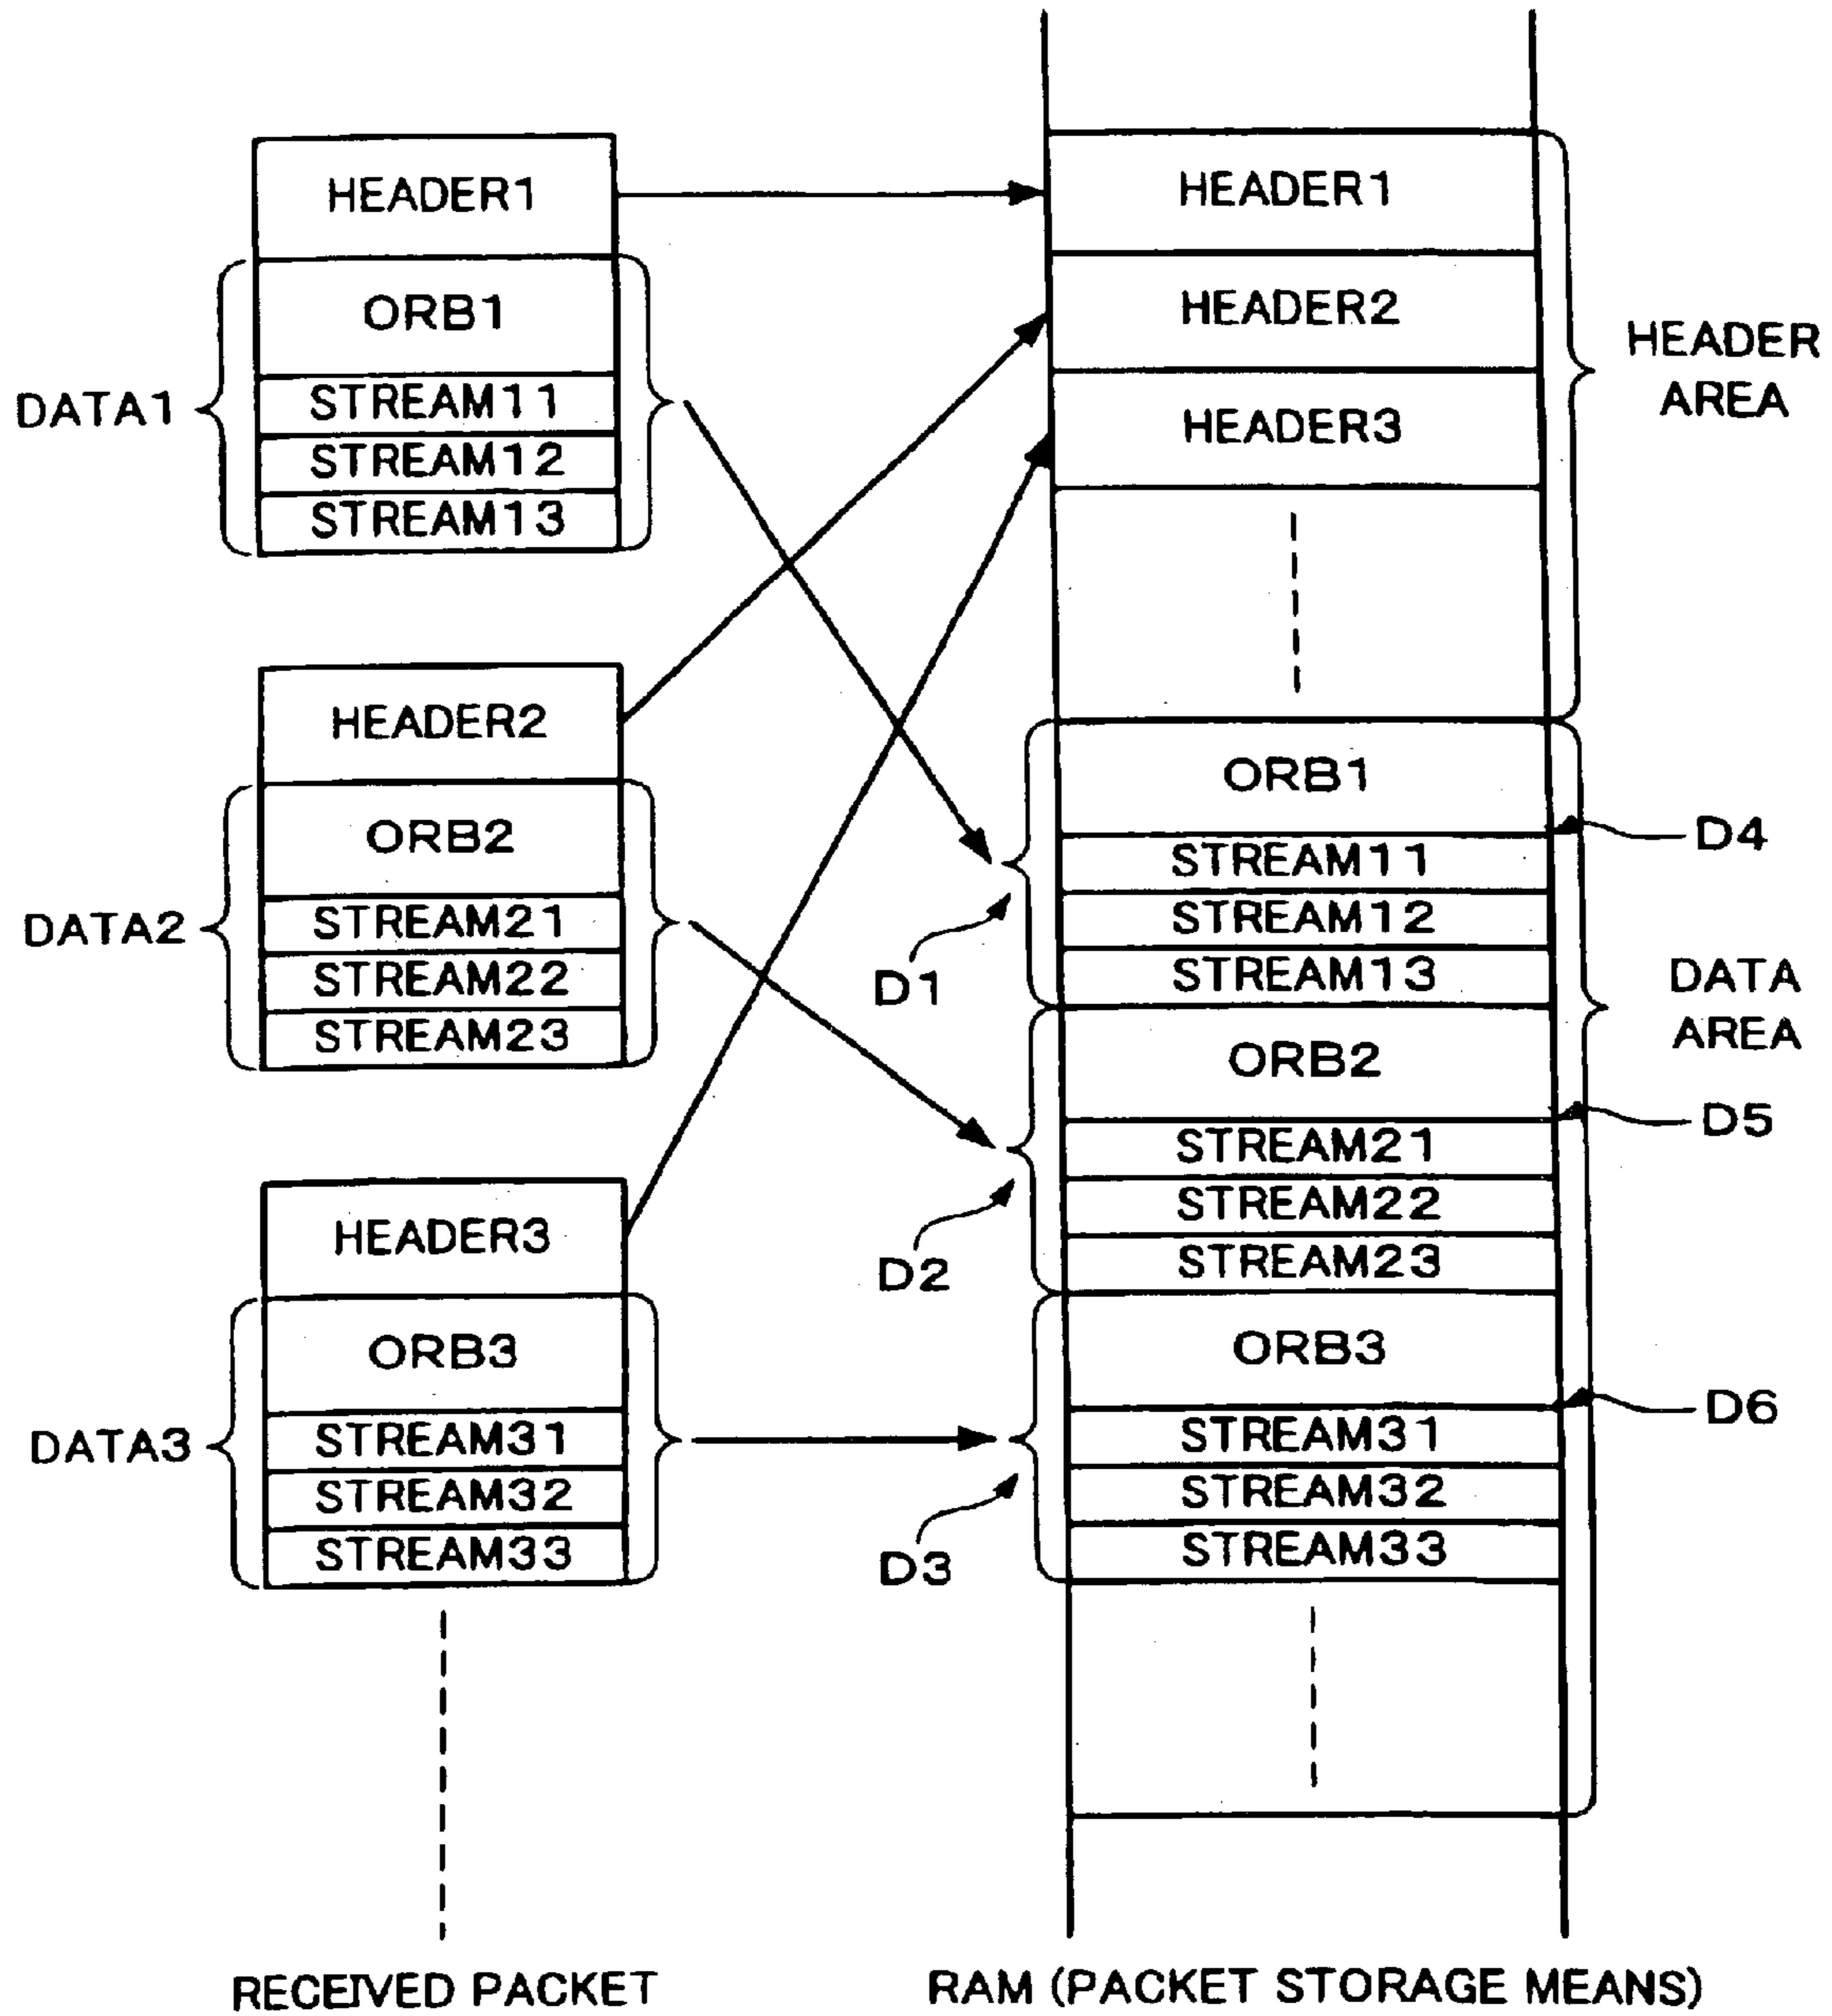 HEADER1
ORB1
STREAM11
STREAM12
STREAM13
DATA1
HEADER2
ORB2
STREAM21
STREAM22
STREAM23
DATA2
HEADER3
ORB3
STREAM31
STREAM32
STREAM33
DATA3
RECEIVED PACKET
HEADER1
HEADER2
HEADER3
HEADER
AREA
ORB1
STREAM11
STREAM12
STREAM13
D1
D4
ORB2
STREAM21
STREAM22
STREAM23
D2
D5
DATA
AREA
ORB3
STREAM31
STREAM32
STREAM33
D3
D6
RAM (PACKET STORAGE MEANS)